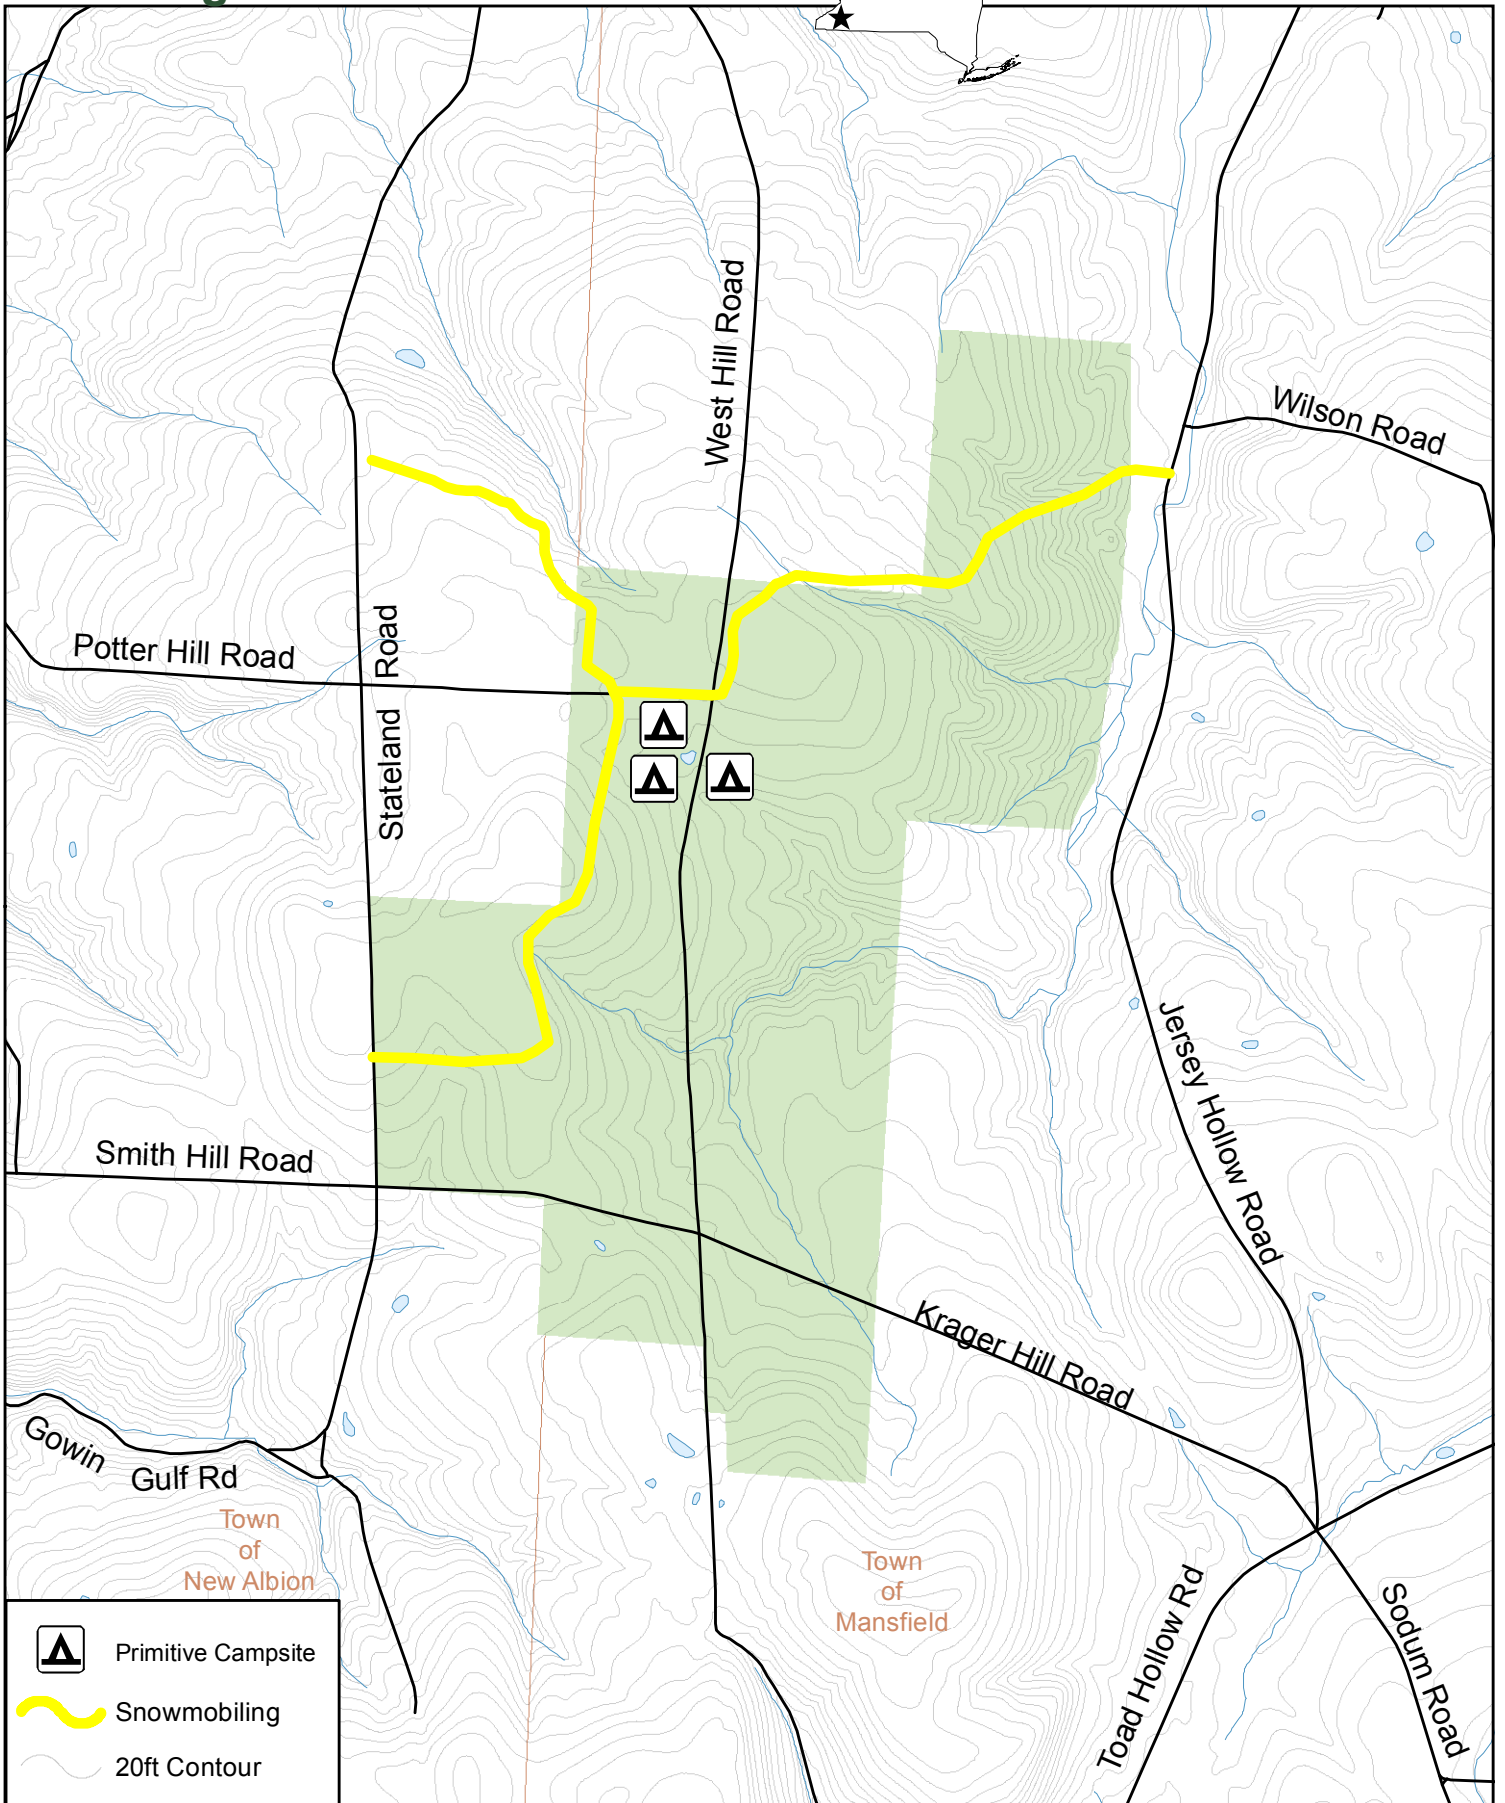 West Hill Road
Wilson Road
Potter Hill Road
Stateland Road
Smith Hill Road
Jersey Hollow Road
Krager Hill Road
Gowin
Gulf Rd
Town
of
New Albion
Town
of
Mansfield
Toad Hollow Rd
Sodum Road
Primitive Campsite
Snowmobiling
20ft Contour